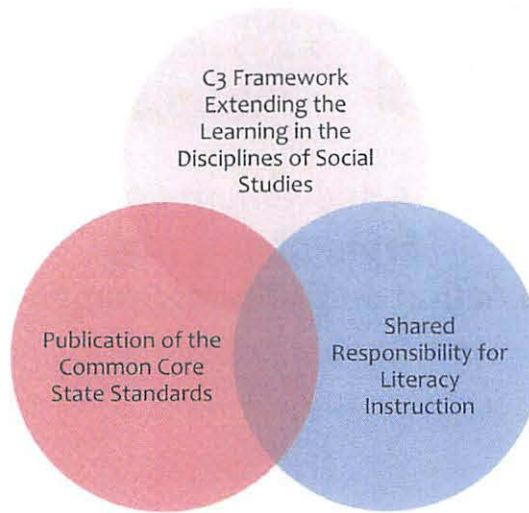 C3 Framework
Extending the
Learning in the
Disciplines of Social
Studies
Publication of the
Common Core
State Standards
Shared
Responsibility for
Literacy
Instruction